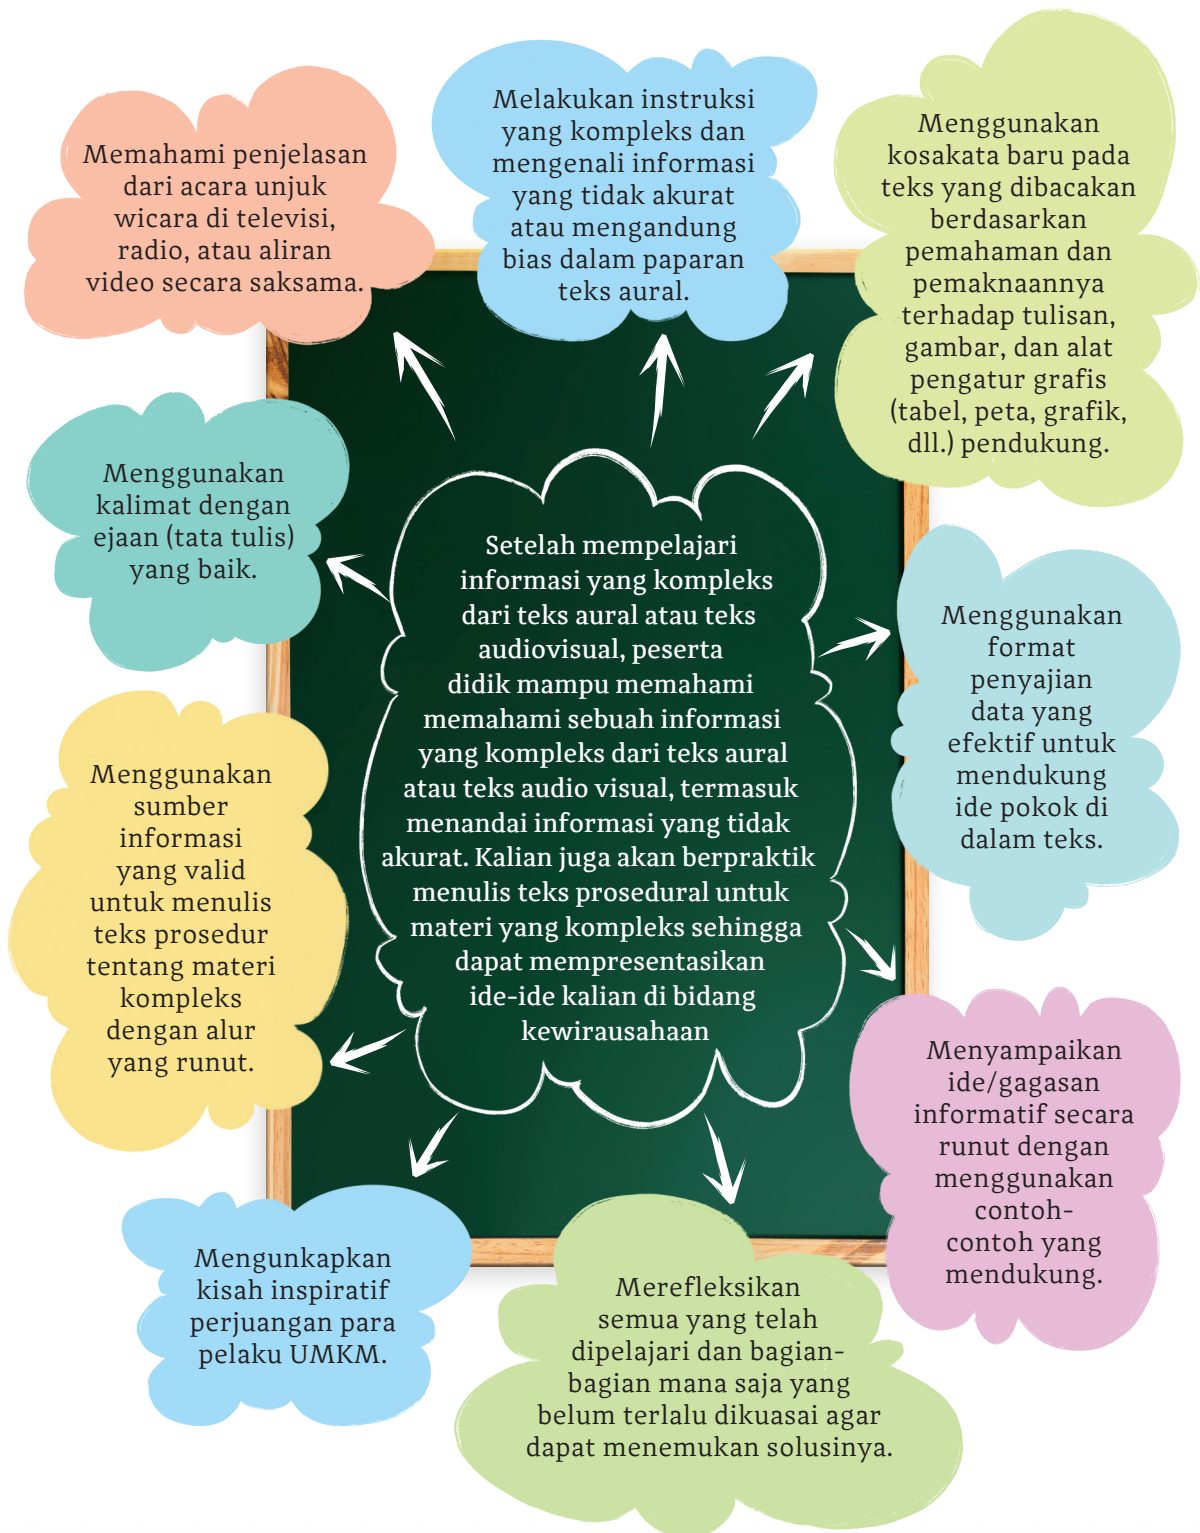 Memahami penjelasan
dari acara unjuk
wicara di televisi,
radio, atau aliran
video secara saksama.
Melakukan instruksi
yang kompleks dan
mengenali informasi
yang tidak akurat
atau mengandung
bias dalam paparan
teks aural.
Menggunakan
kosakata baru pada
teks yang dibacakan
berdasarkan
pemahaman dan
pemaknaannya
terhadap tulisan,
gambar, dan alat
pengatur grafis
(tabel, peta, grafik,
dll.) pendukung.
Menggunakan
kalimat dengan
ejaan (tata tulis)
yang baik.
Setelah mempelajari
informasi yang kompleks
dari teks aural atau teks
audiovisual, peserta
didik mampu memahami
memahami sebuah informasi
yang kompleks dari teks aural
atau teks audio visual, termasuk
menandai informasi yang tidak
akurat. Kalian juga akan berpraktik
menulis teks prosedural untuk
materi yang kompleks sehingga
dapat mempresentasikan
ide-ide kalian di bidang
kewirausahaan
Menggunakan
format
penyajian
data yang
efektif untuk
mendukung
ide pokok di
dalam teks.
Menggunakan
sumber
informasi
yang valid
untuk menulis
teks prosedur
tentang materi
kompleks
dengan alur
yang runut.
Menyampaikan
ide/gagasan
informatif secara
runut dengan
menggunakan
contoh-
contoh yang
mendukung.
Mengunkapkan
kisah inspiratif
perjuangan para
pelaku UMKM.
Merefleksikan
semua yang telah
dipelajari dan bagian-
bagian mana saja yang
belum terlalu dikuasai agar
dapat menemukan solusinya.